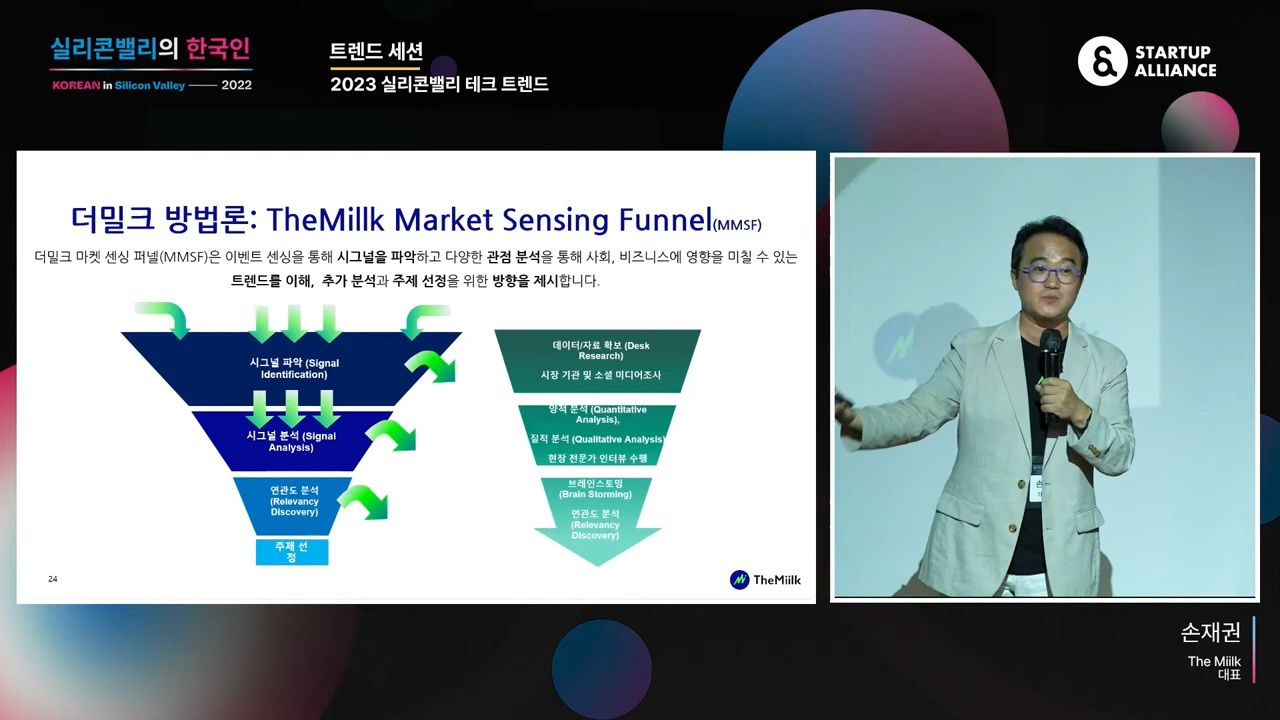 실리콘밸리의 한국인
KOREAN in Silicon Valley 2022
트렌드 세션
2023 실리콘밸리 테크 트렌드
STARTUP
ALLIANCE
더밀크 방법론: TheMiilk Market Sensing Funnel(MMSF)
더밀크 마켓 센싱 퍼널(MMSF)은 이벤트 센싱을 통해 시그널을 파악하고 다양한 관점 분석을 통해 사회, 비즈니스에 영향을 미칠 수 있는
트렌드를 이해, 추가 분석과 주제 선정을 위한 방향을 제시합니다.
시그널 파악 (Signal
Identification)
시그널 분석 (Signal
Analysis)
연관도 분석
(Relevancy
Discovery)
주제 선
정
데이터/자료 확보 (Desk
Research)
시장 기관 및 소셜 미디어조사
양적 분석 (Quantitative
Analysis),
질적 분석 (Qualitative Analysis)
현장 전문가 인터뷰 수행
브레인스토밍
(Brain Storming)
연관도 분석
(Relevancy
Discovery)
24
TheMiilk
손
손재권
The Miilk
대표